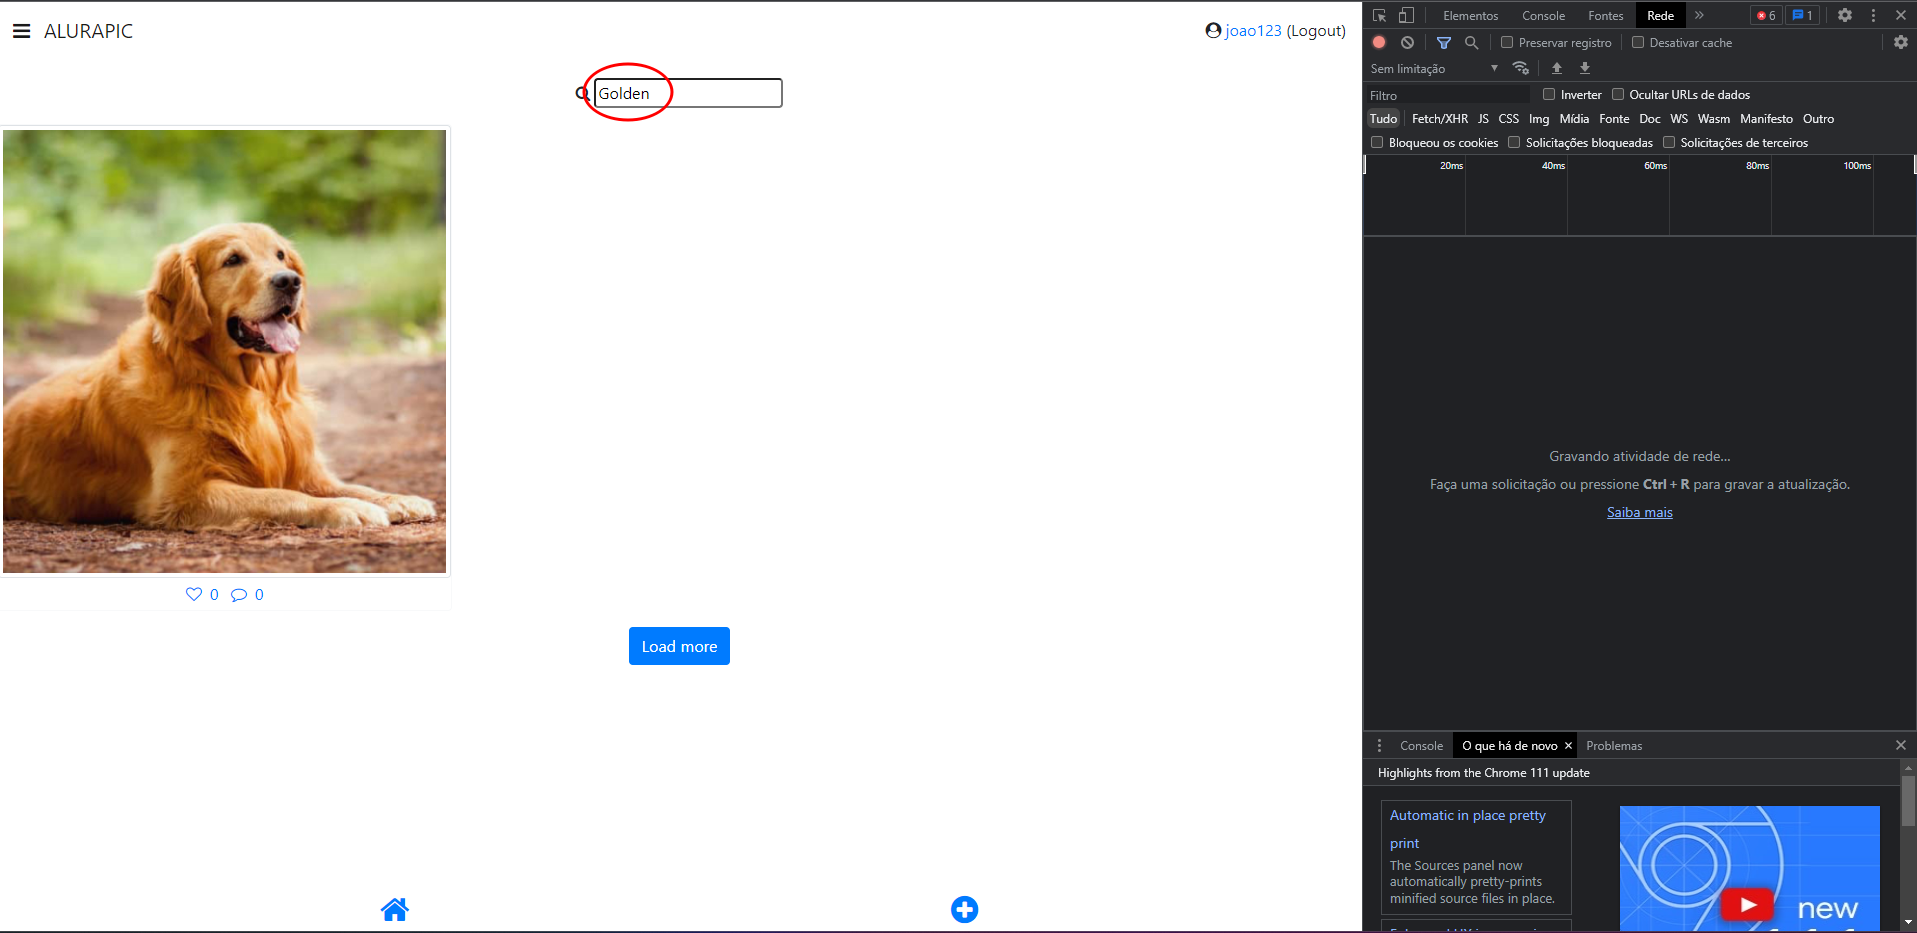 ALURAPIC
joao123 (Logout)
Golden
0 0
Load more
Elementos Console Fontes Rede 6 1
Preservar registro Desativar cache
Sem limitação
Filtro Inverter Ocultar URLs de dados
Tudo Fetch/XHR JS CSS Img Mídia Fonte Doc WS Wasm Manifesto Outro
Bloqueou os cookies Solicitações bloqueadas Solicitações de terceiros
20ms 40ms 60ms 80ms 100ms
Gravando atividade de rede...
Faça uma solicitação ou pressione Ctrl + R para gravar a atualização.
Saiba mais
Console O que há de novo Problemas
Highlights from the Chrome 111 update
Automatic in place pretty
print
The Sources panel now
automatically pretty-prints
minified source files in place.
new